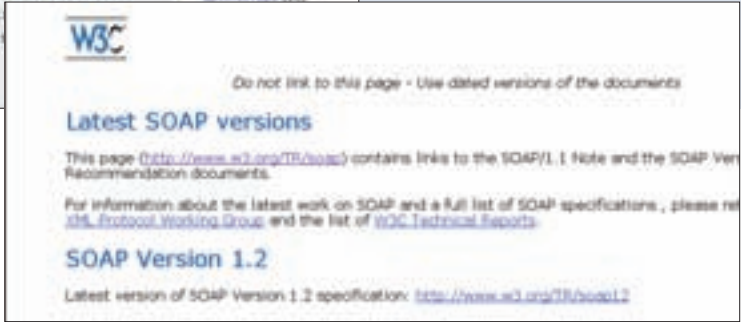 W3C
Do not link to this page - Use dated versions of the documents
Latest SOAP versions
This page (http://www.w3.org/TR/soap) contains links to the SOAP/1.1 Note and the SOAP Ver
Recommendation documents.
For information about the latest work on SOAP and a full list of SOAP specifications , please ref
XML Protocol Working Group and the list of W3C Technical Reports.
SOAP Version 1.2
Latest version of SOAP Version 1.2 specification: http://www.w3.org/TR/soap12